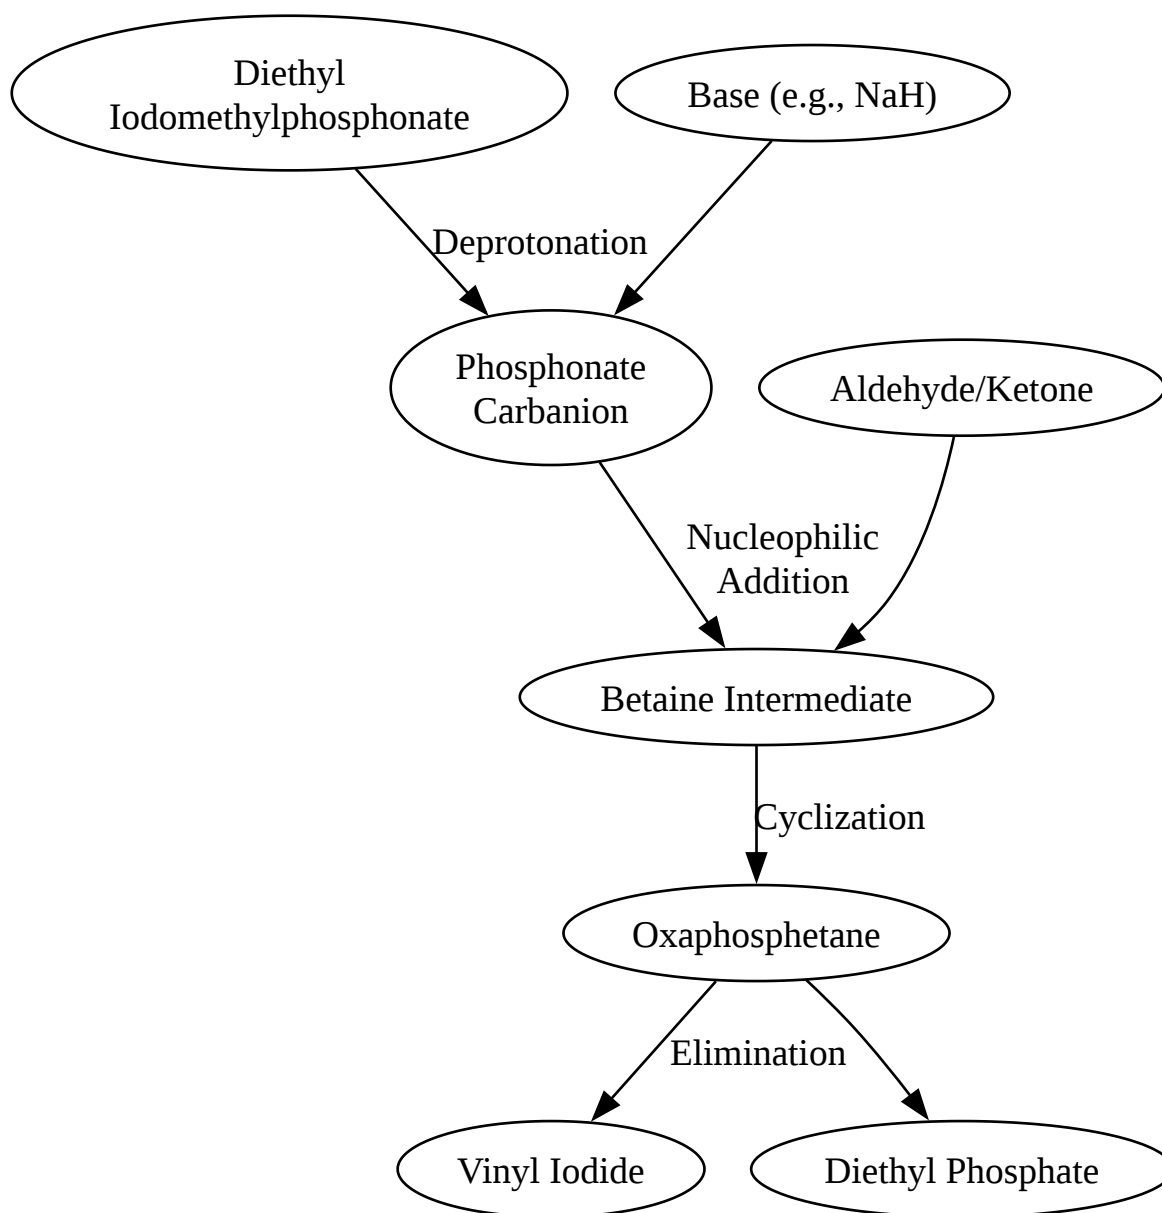 Diethyl
Iodomethylphosphonate
Base (e.g., NaH)
Deprotonation
Phosphonate
Carbanion
Aldehyde/Ketone
Nucleophilic
Addition
Betaine Intermediate
Cyclization
Oxaphosphetane
Elimination
Vinyl Iodide
Diethyl Phosphate